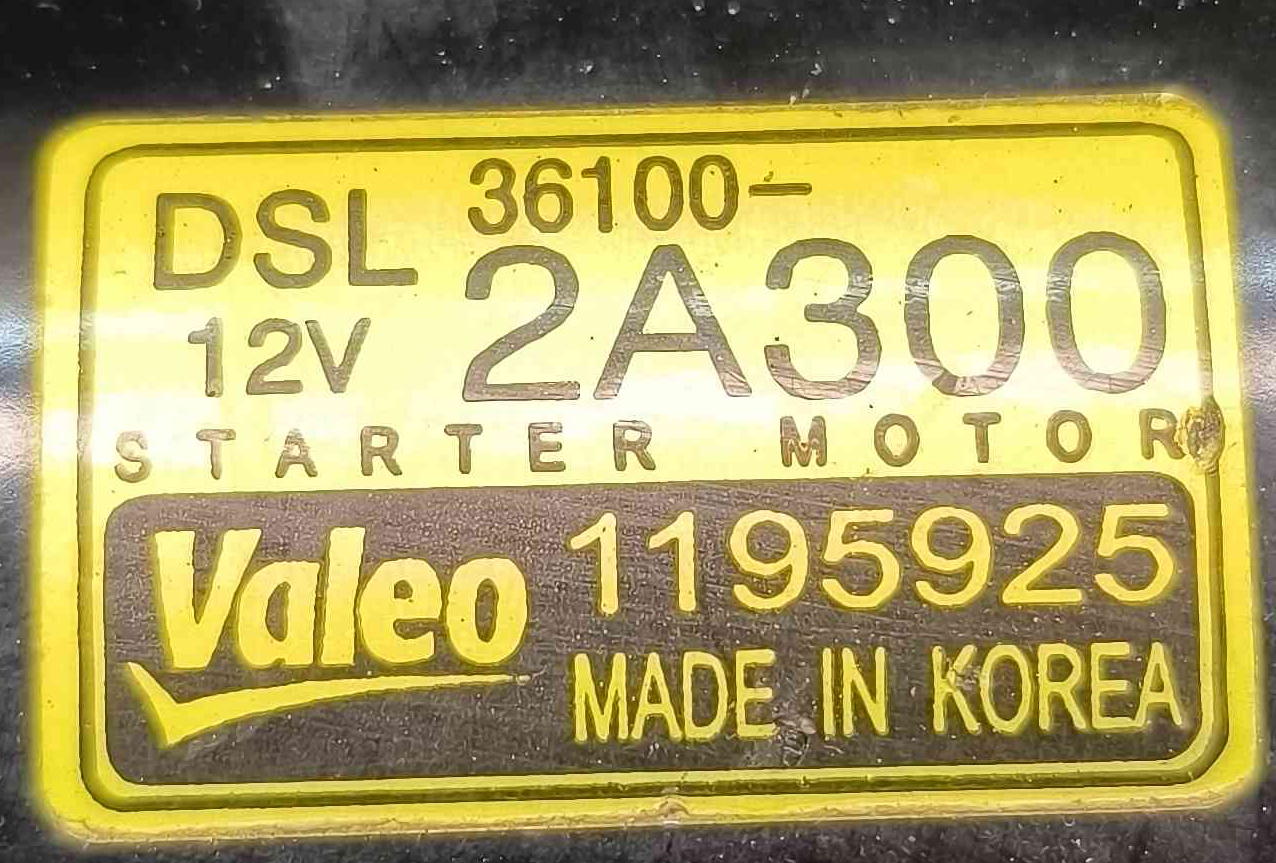 DSL 36100-
12V 2A300
STARTER MOTOR
Valeo 1195925
MADE IN KOREA